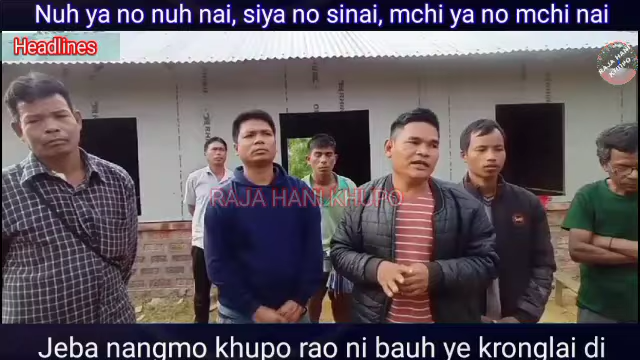 Nuh ya no nuh nai, siya no sinai, mchi ya no mchi nai
Headlines
RAJA HANI
KHUPO
RAJA HANI KHUPO
Jeba nangmo khupo rao ni bauh ye kronglai di